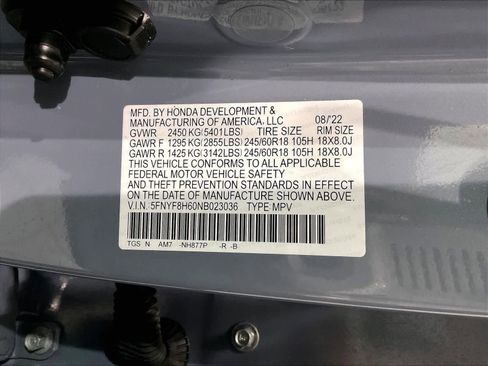 MFD. BY HONDA DEVELOPMENT &
MANUFACTURING OF AMERICA, LLC 08/'22
GVWR 2450 KG(5401LBS) TIRE SIZE RIM SIZE
GAWR F 1295 KG(2855LBS) 245/60R18 105H 18X8.0J
GAWR R 1425 KG(3142LBS) 245/60R18 105H 18X8.0J
THIS VEHICLE CONFORMS TO ALL APPLICABLE
FEDERAL MOTOR VEHICLE SAFETY
AND THEFT PREVENTION STANDARDS IN EFFECT
ON THE DATE OF MANUFACTURE SHOWN ABOVE.
V.I.N. 5FNYF8H60NB023036 TYPE MPV
TGS N AM7 -NH877P -R -B